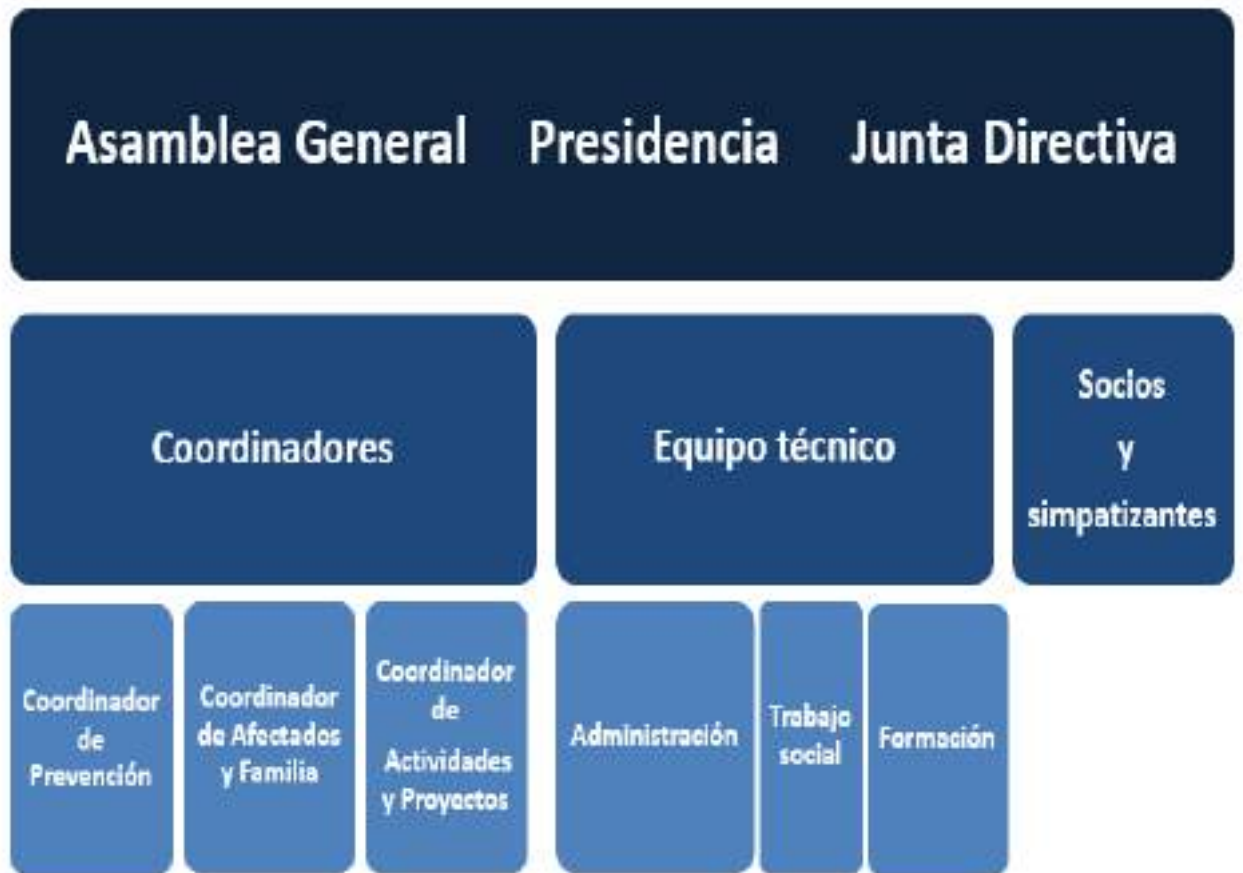 Asamblea General Presidencia Junta Directiva
Coordinadores
Equipo técnico
Socios
y
simpatizantes
Coordinador
de
Prevención
Coordinador
de Afectados
y Familia
Coordinador
de
Actividades
y Proyectos
Administración
Trabajo
social
Formación